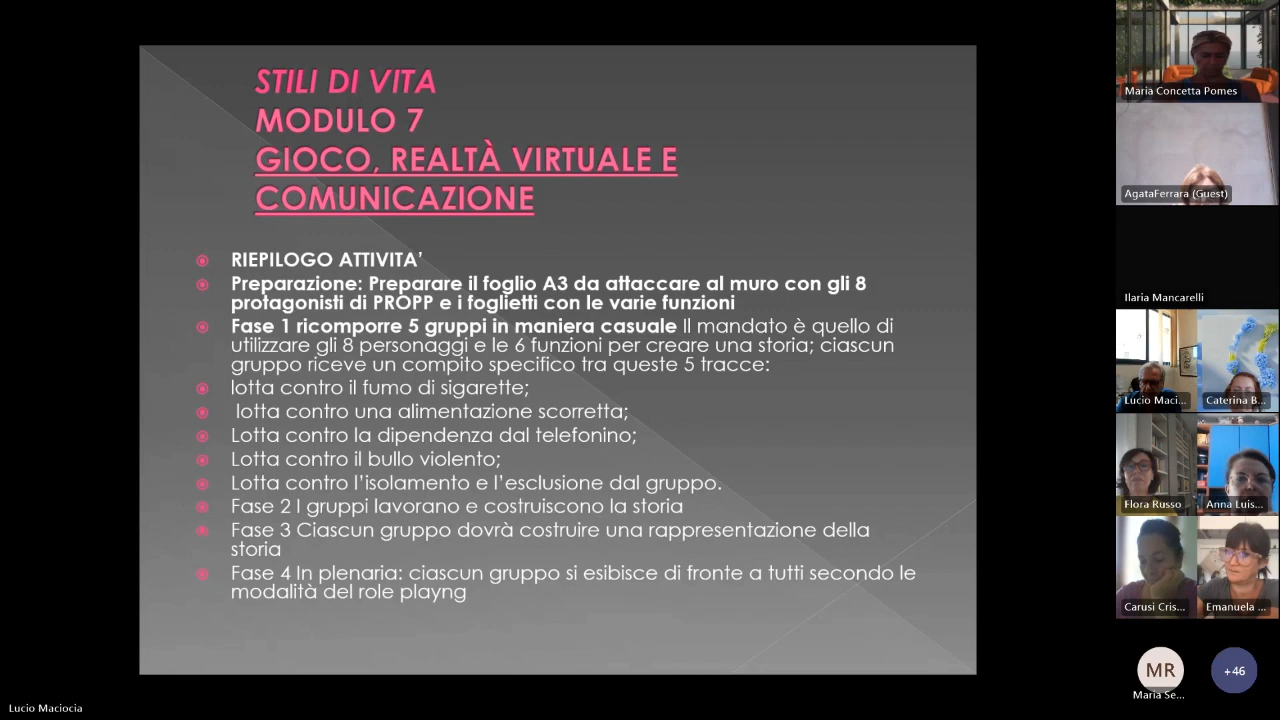 STILI DI VITA
MODULO 7
GIOCO, REALTÀ VIRTUALE E
COMUNICAZIONE
RIEPILOGO ATTIVITA’
Preparazione: Preparare il foglio A3 da attaccare al muro con gli 8
protagonisti di PROPP e i foglietti con le varie funzioni
Fase 1 ricomporre 5 gruppi in maniera casuale Il mandato è quello di
utilizzare gli 8 personaggi e le 6 funzioni per creare una storia; ciascun
gruppo riceve un compito specifico tra queste 5 tracce:
lotta contro il fumo di sigarette;
lotta contro una alimentazione scorretta;
Lotta contro la dipendenza dal telefonino;
Lotta contro il bullo violento;
Lotta contro l’isolamento e l’esclusione dal gruppo.
Fase 2 I gruppi lavorano e costruiscono la storia
Fase 3 Ciascun gruppo dovrà costruire una rappresentazione della
storia
Fase 4 In plenaria: ciascun gruppo si esibisce di fronte a tutti secondo le
modalità del role playng
Maria Concetta Pomes
AgataFerrara (Guest)
Ilaria Mancarelli
Lucio Maci...
Caterina B...
Flora Russo
Anna Luis...
Carusi Cris...
Emanuela ...
MR
+46
Maria Se...
Lucio Maciocia